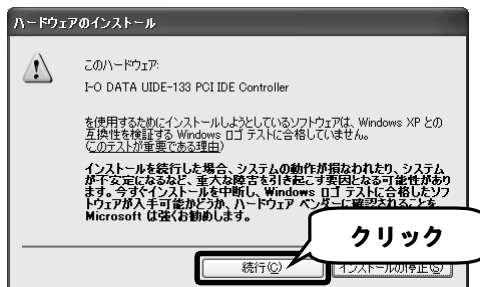 ハードウェアのインストール
このハードウェア:
I-O DATA UIDE-133 PCI IDE Controller
を使用するためにインストールしようとしているソフトウェアは、Windows XP との
互換性を検証する Windows ロゴ テストに合格していません。
(このテストが重要である理由)
インストールを続行した場合、システムの動作が損なわれたり、システム
が不安定になるなど、重大な障害を引き起こす要因となる可能性があり
ます。今すぐインストールを中断し、Windows ロゴ テストに合格したソフ
トウェアが入手可能かどうか、ハードウェア ベンダーに確認されることを、
Microsoft は強くお勧めします。
クリック
続行(C)
インストールの停止(S)